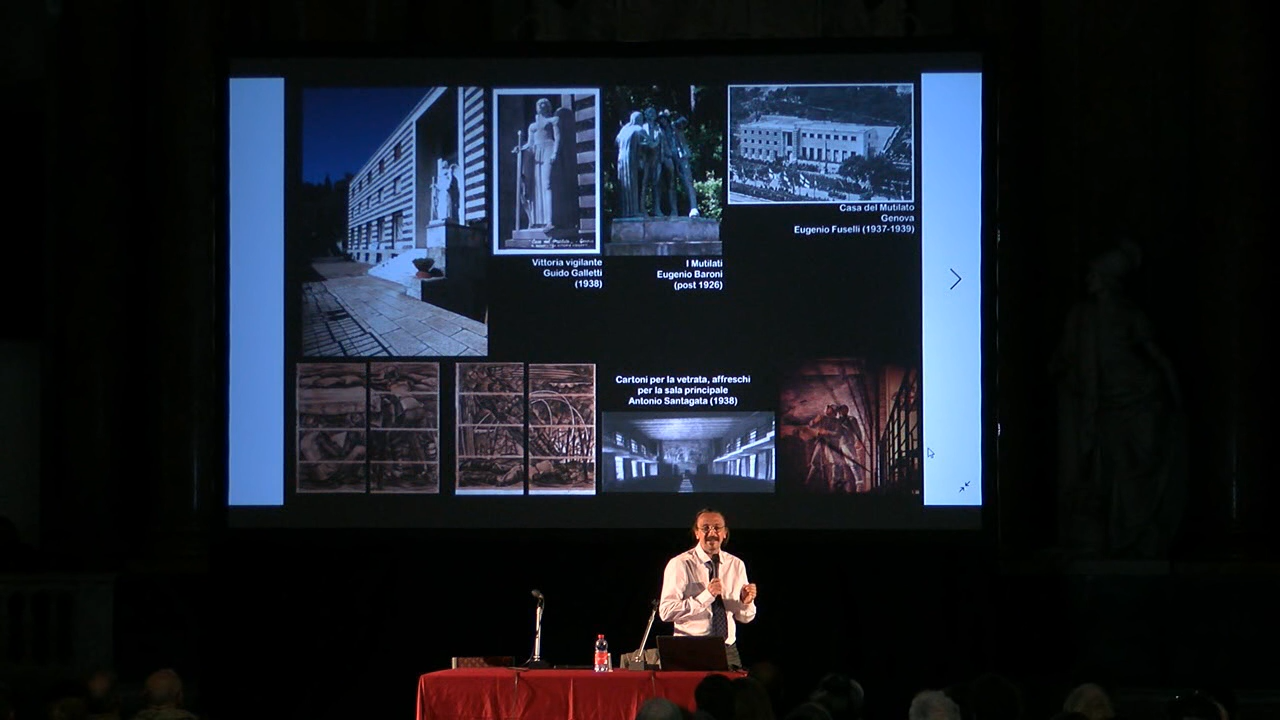 Vittoria vigilante
Guido Galletti
(1938)
I Mutilati
Eugenio Baroni
(post 1926)
Casa del Mutilato
Genova
Eugenio Fuselli (1937-1939)
Cartoni per la vetrata, affreschi
per la sala principale
Antonio Santagata (1938)